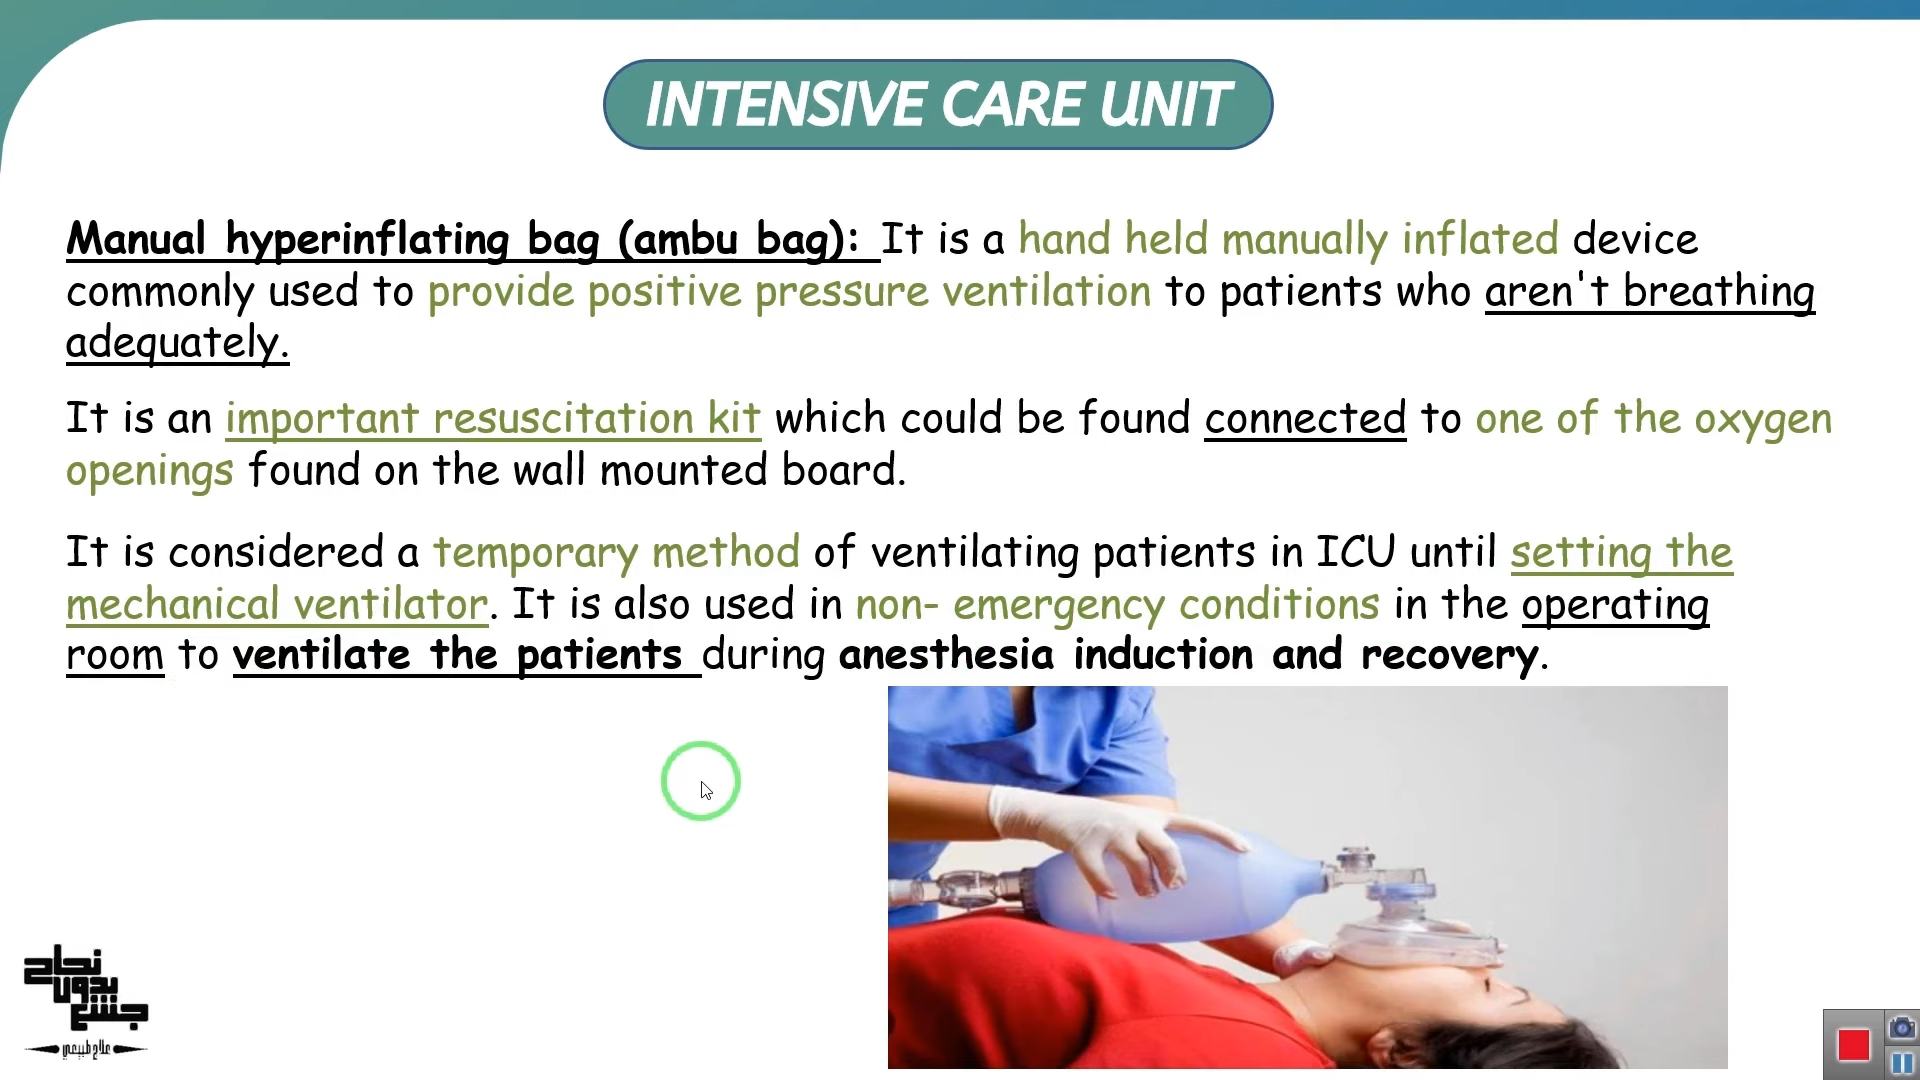 INTENSIVE CARE UNIT
Manual hyperinflating bag (ambu bag): It is a hand held manually inflated device
commonly used to provide positive pressure ventilation to patients who aren't breathing
adequately.
It is an important resuscitation kit which could be found connected to one of the oxygen
openings found on the wall mounted board.
It is considered a temporary method of ventilating patients in ICU until setting the
mechanical ventilator. It is also used in non- emergency conditions in the operating
room to ventilate the patients during anesthesia induction and recovery.
نجاح
بدون
جشع
علاج طبيعي